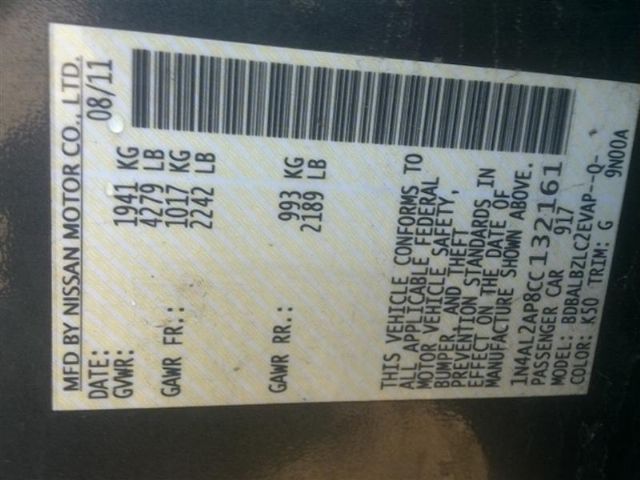 MFD BY NISSAN MOTOR CO., LTD.
DATE: 08/11
GVWR: 1941 KG
4279 LB
GAWR FR.: 1017 KG
2242 LB
GAWR RR.: 993 KG
2189 LB
THIS VEHICLE CONFORMS TO
ALL APPLICABLE FEDERAL
MOTOR VEHICLE SAFETY,
BUMPER, AND THEFT
PREVENTION STANDARDS IN
EFFECT ON THE DATE OF
MANUFACTURE SHOWN ABOVE.
1N4AL2AP8CC132161
PASSENGER CAR 917
MODEL: BDBALBZLC2EVAP--Q-
COLOR: K50 TRIM: G 9N00A